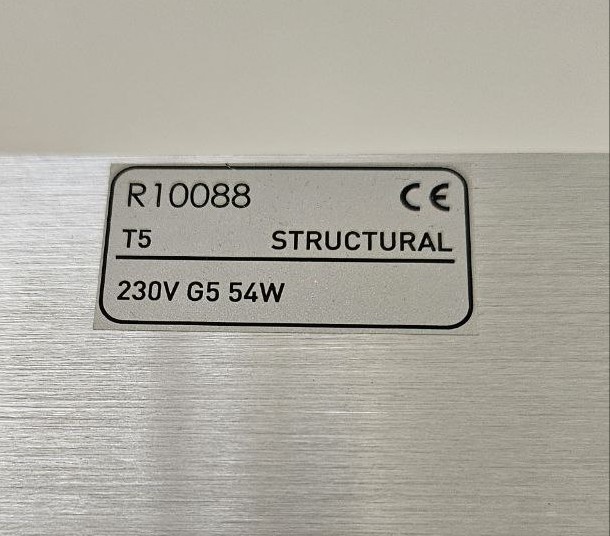 R10088 CE
T5 STRUCTURAL
230V G5 54W